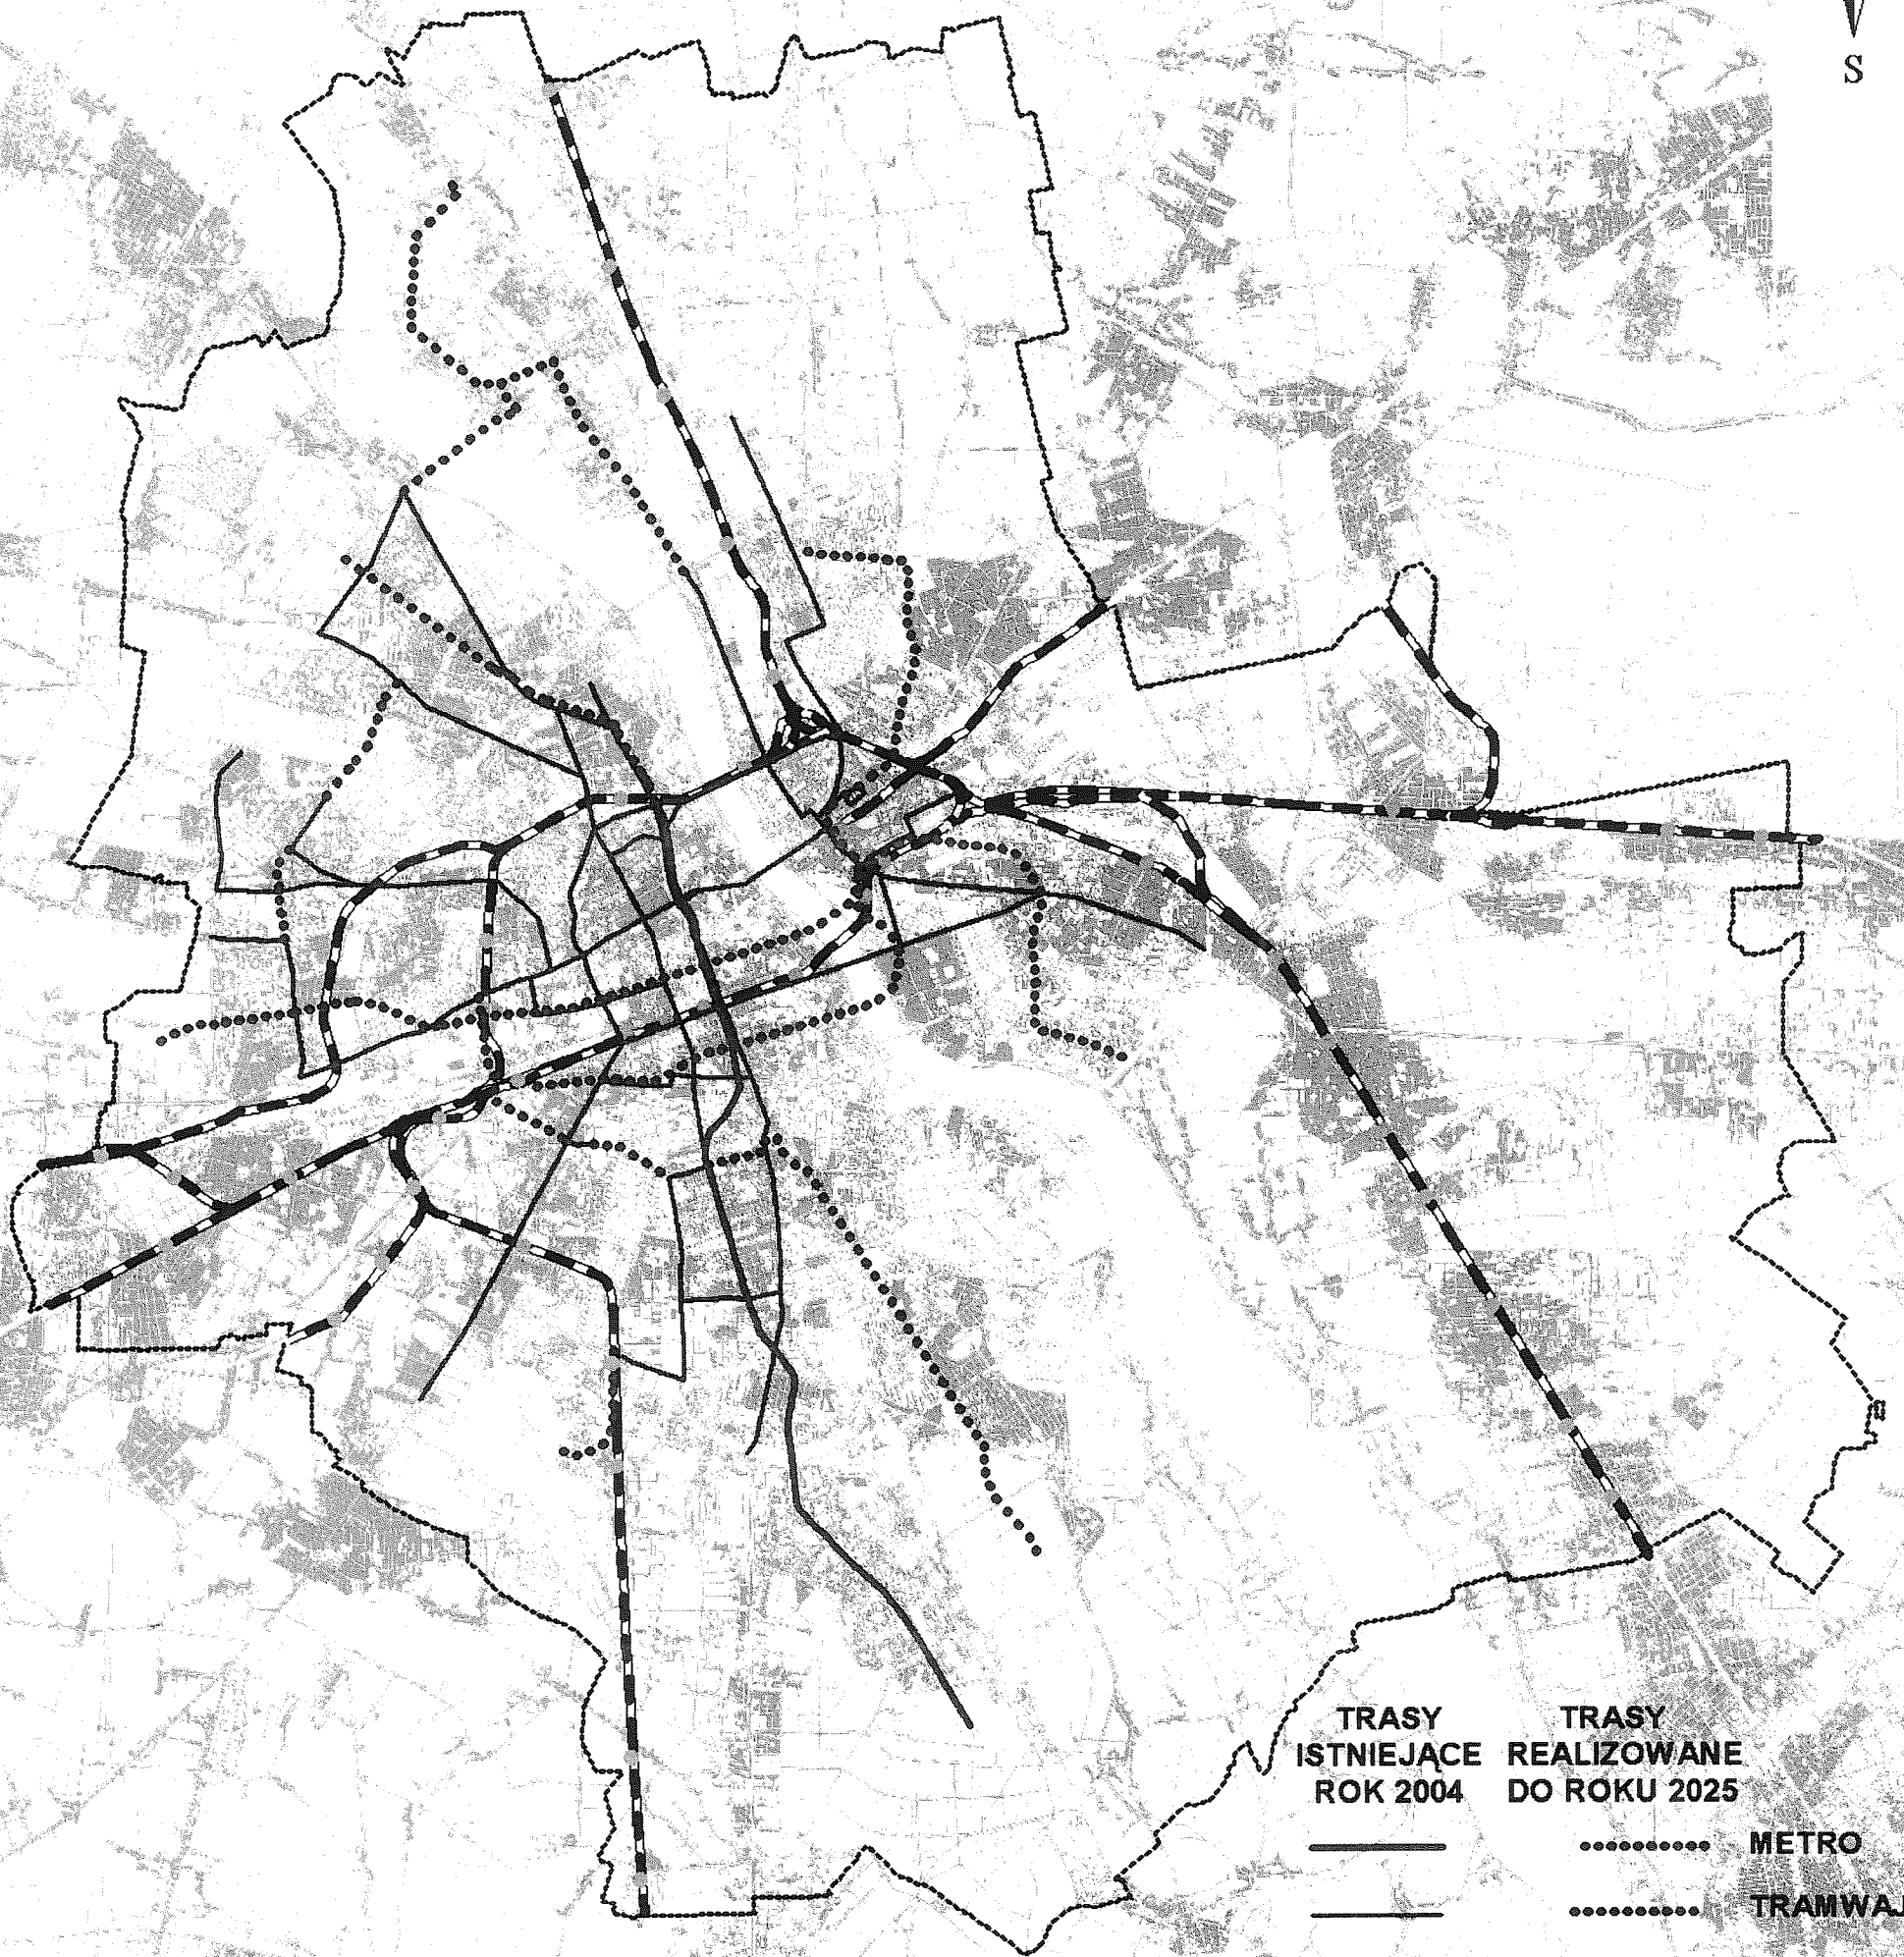 S
TRASY ISTNIEJĄCE ROK 2004
TRASY REALIZOWANE DO ROKU 2025
METRO
TRAMWAJ